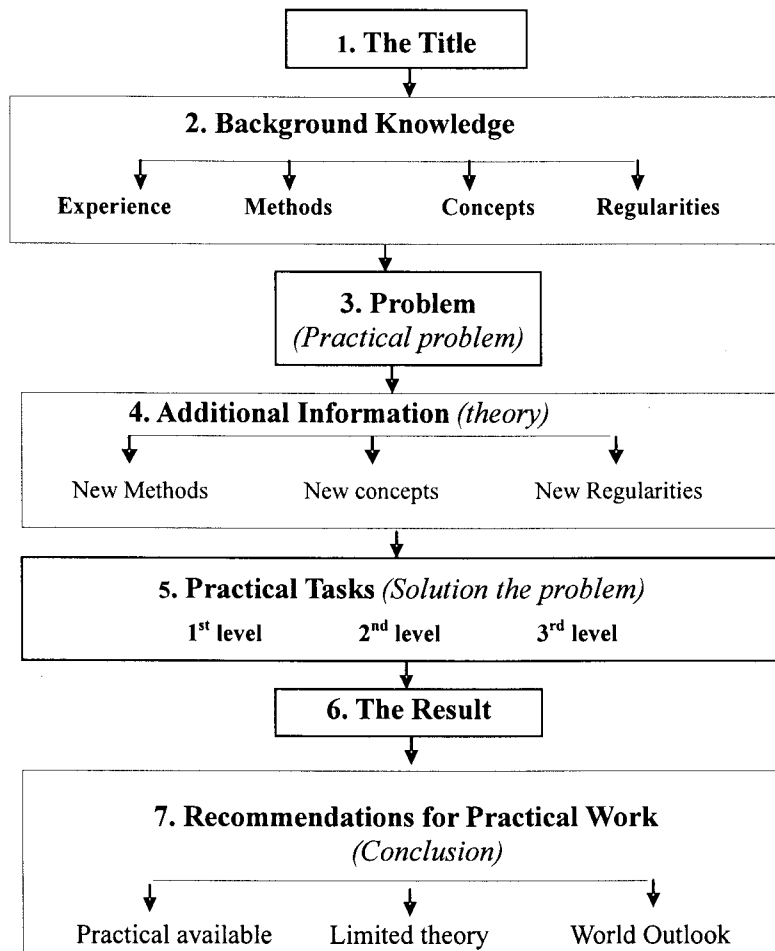 1. The Title
2. Background Knowledge
Experience Methods Concepts Regularities
3. Problem
(Practical problem)
4. Additional Information (theory)
New Methods New concepts New Regularities
5. Practical Tasks (Solution the problem)
1st level 2nd level 3rd level
6. The Result
7. Recommendations for Practical Work
(Conclusion)
Practical available Limited theory World Outlook